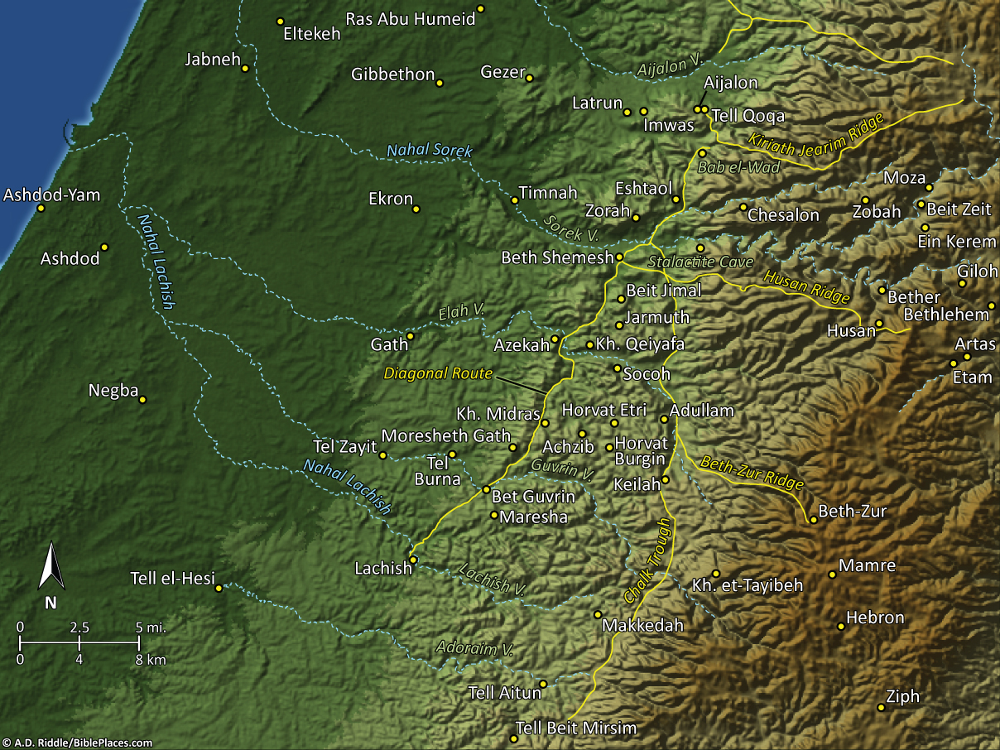 Ras Abu Humeid
Eltekeh
Jabneh
Gibbethon
Gezer
Aijalon V.
Aijalon
Latrun
Imwas
Tell Qoqa
Kiriath Jearim Ridge
Nahal Sorek
Bab el-Wad
Moza
Ashdod-Yam
Ekron
Timnah
Eshtaol
Zorah
Chesalon
Zobah
Beit Zeit
Sorek V.
Nahal Lachish
Ein Kerem
Ashdod
Beth Shemesh
Stalactite Cave
Husan Ridge
Giloh
Beit Jimal
Bether
Elah V.
Jarmuth
Bethlehem
Husan
Gath
Azekah
Kh. Qeiyafa
Artas
Diagonal Route
Socoh
Etam
Negba
Kh. Midras
Horvat Etri
Adullam
Moresheth Gath
Tel Zayit
Achzib
Horvat
Burgin
Tel
Burna
Guvrin V.
Nahal Lachish
Beth-Zur Ridge
Keilah
Bet Guvrin
Maresha
Beth-Zur
Chalk Trough
Lachish
Lachish V.
Mamre
Tell el-Hesi
Kh. et-Tayibeh
N
Makkedah
Hebron
0 2.5 5 mi.
0 4 8 km
Adoraim V.
Tell Aitun
Ziph
Tell Beit Mirsim
© A.D. Riddle/BiblePlaces.com